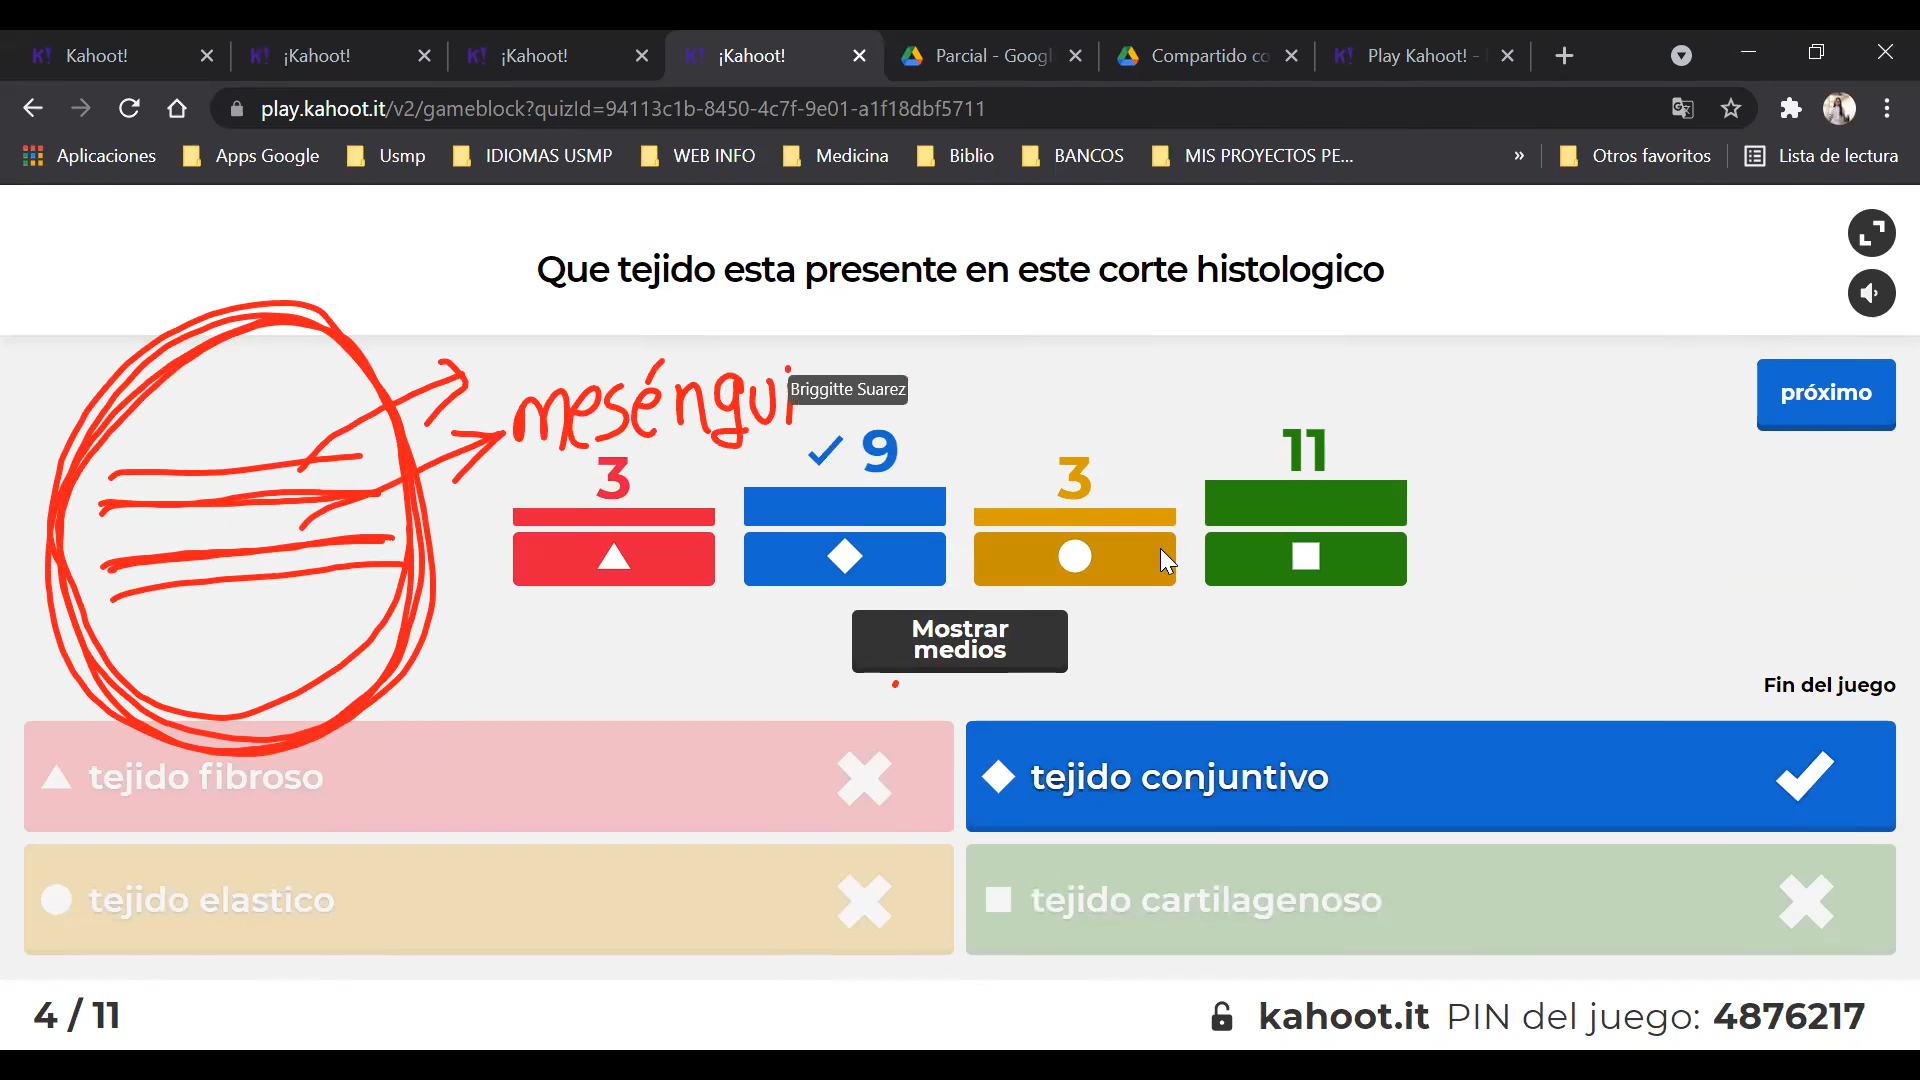 Kahoot!
¡Kahoot!
¡Kahoot!
¡Kahoot!
Parcial - Googl
Compartido co
Play Kahoot! -
play.kahoot.it/v2/gameblock?quizId=94113c1b-8450-4c7f-9e01-a1f18dbf5711
Aplicaciones
Apps Google
Usmp
IDIOMAS USMP
WEB INFO
Medicina
Biblio
BANCOS
MIS PROYECTOS PE...
»
Otros favoritos
Lista de lectura
Que tejido esta presente en este corte histologico
próximo
meséngui
Briggitte Suarez
3
9
3
11
Mostrar
medios
Fin del juego
tejido fibroso
tejido conjuntivo
tejido elastico
tejido cartilagenoso
4 / 11
kahoot.it PIN del juego: 4876217